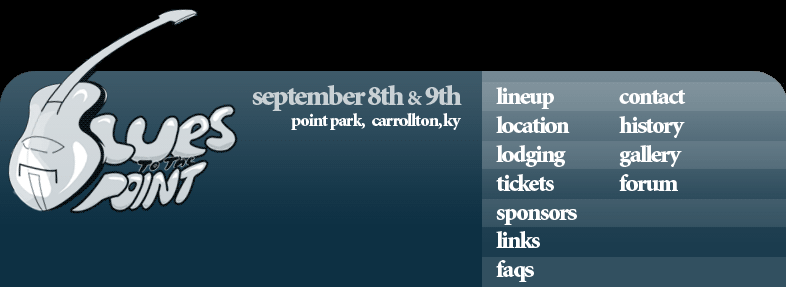 BLUES
TO THE
POINT
september 8th & 9th
point park, carrollton, ky
lineup
location
lodging
tickets
sponsors
links
faqs
contact
history
gallery
forum